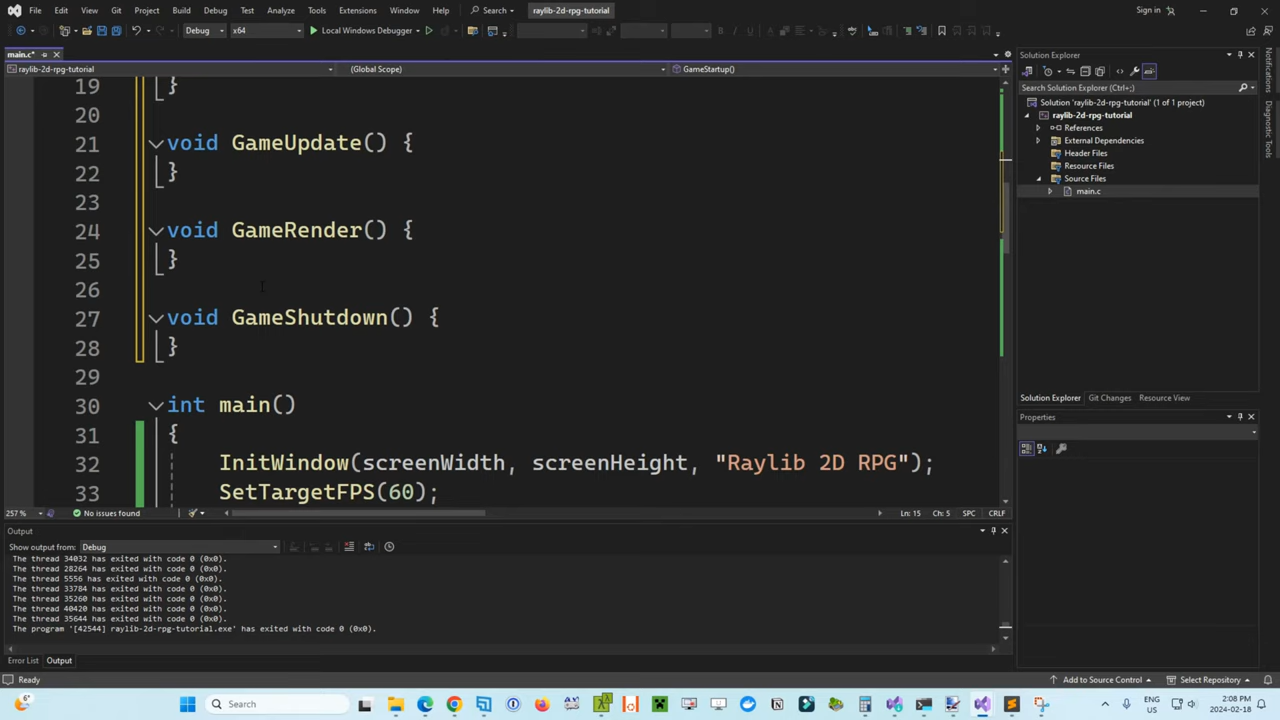 File Edit View Git Project Build Debug Test Analyze Tools Extensions Window Help Search raylib-2d-rpg-tutorial Sign in
Debug x64 Local Windows Debugger
main.c*
raylib-2d-rpg-tutorial (Global Scope) GameStartup()
19 }
20
21 void GameUpdate() {
22 }
23
24 void GameRender() {
25 }
26
27 void GameShutdown() {
28 }
29
30 int main()
31 {
32 InitWindow(screenWidth, screenHeight, "Raylib 2D RPG");
33 SetTargetFPS(60);
257 % No issues found Ln: 15 Ch: 5 SPC CRLF
Output
Show output from: Debug
The thread 34032 has exited with code 0 (0x0).
The thread 28264 has exited with code 0 (0x0).
The thread 5556 has exited with code 0 (0x0).
The thread 33784 has exited with code 0 (0x0).
The thread 35260 has exited with code 0 (0x0).
The thread 40420 has exited with code 0 (0x0).
The thread 35644 has exited with code 0 (0x0).
The program '[42544] raylib-2d-rpg-tutorial.exe' has exited with code 0 (0x0).
Error List Output
Solution Explorer
Search Solution Explorer (Ctrl+;)
Solution 'raylib-2d-rpg-tutorial' (1 of 1 project)
raylib-2d-rpg-tutorial
References
External Dependencies
Header Files
Resource Files
Source Files
main.c
Solution Explorer Git Changes Resource View
Properties
Notifications
Diagnostic Tools
Ready Add to Source Control Select Repository
6° Search ENG US 2:08 PM 2024-02-18